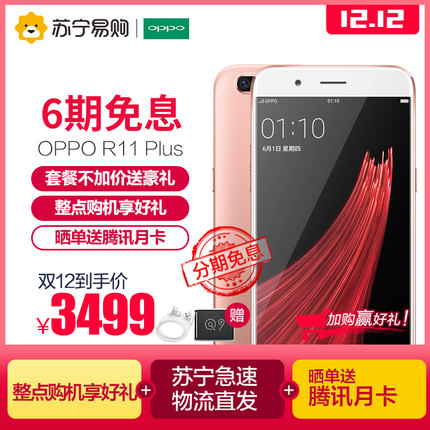 苏宁易购
oppo
12.12
6期免息
OPPO R11 Plus
套餐不加价送豪礼
整点购机享好礼
晒单送腾讯月卡
双12到手价
¥3499
赠
Q9
分期免息
OPPO
01:10
01:10
6月1日 星期四
加购赢好礼!
整点购机享好礼
+
苏宁急速
物流直发
+
晒单送
腾讯月卡